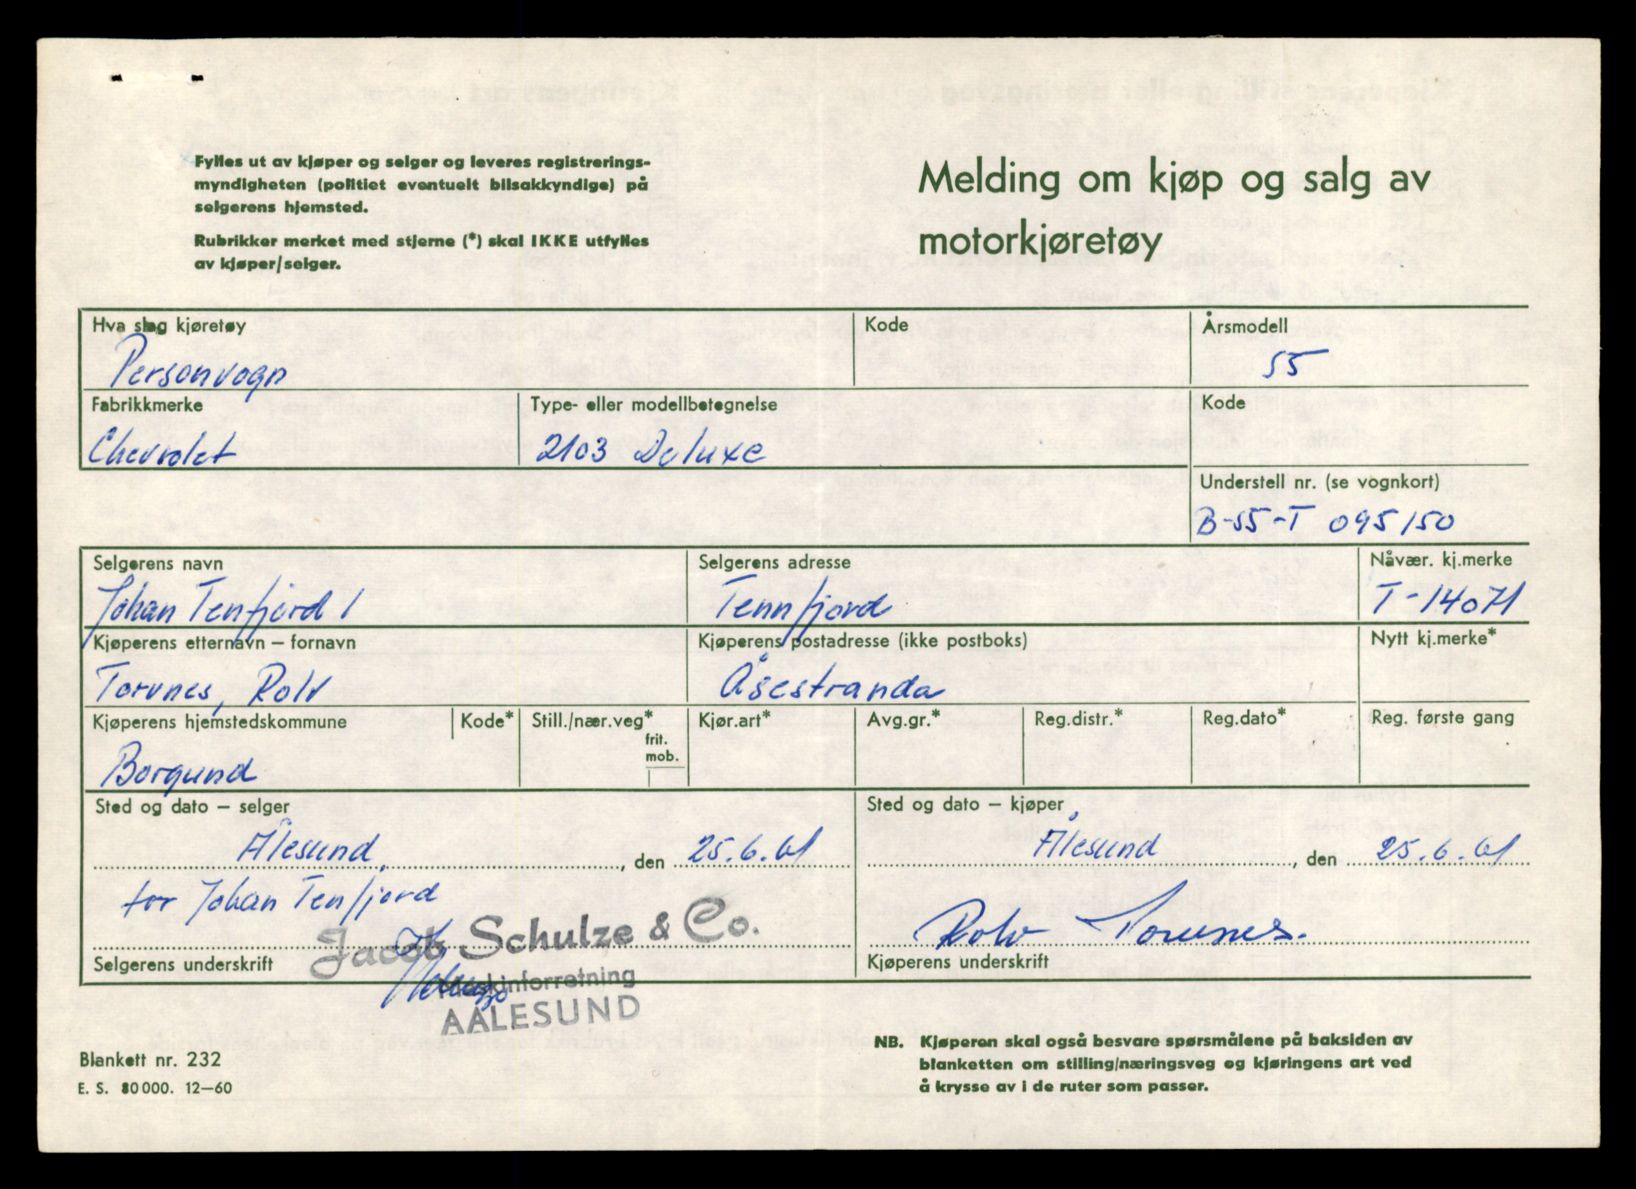 Fylles ut av kjøper og selger og leveres registrerings-
myndigheten (politiet eventuelt bilsakkyndige) på
selgerens hjemsted.
Rubrikker merket med stjerne (*) skal IKKE utfylles
av kjøper/selger.
Melding om kjøp og salg av
motorkjøretøy
Hva slag kjøretøy
Personvogn
Kode
Årsmodell
55
Fabrikkmerke
Chevrolet
Type- eller modellbetegnelse
2103 Deluxe
Kode
Understell nr. (se vognkort)
B-55-T 095150
Selgerens navn
Johan Tenfjord
Selgerens adresse
Tennfjord
Nåvær. kj.merke
T-14071
Kjøperens etternavn – fornavn
Torvnes, Rolv
Kjøperens postadresse (ikke postboks)
Åsestranda
Nytt kj.merke*
Kjøperens hjemstedskommune
Borgund
Kode*
Still./nær.veg*
frit.
mob.
Kjør.art*
Avg.gr.*
Reg.distr.*
Reg.dato*
Reg. første gang
Sted og dato – selger
Ålesund, den 25.6.61
for Johan Tenfjord
Selgerens underskrift
Jacob Schulze & Co.
Maskinforretning
AALESUND
Sted og dato – kjøper
Ålesund, den 25.6.61
Rolv Torvnes.
Kjøperens underskrift
Blankett nr. 232
E. S. 80000. 12–60
NB. Kjøperen skal også besvare spørsmålene på baksiden av
blanketten om stilling/næringsveg og kjøringens art ved
å krysse av i de ruter som passer.